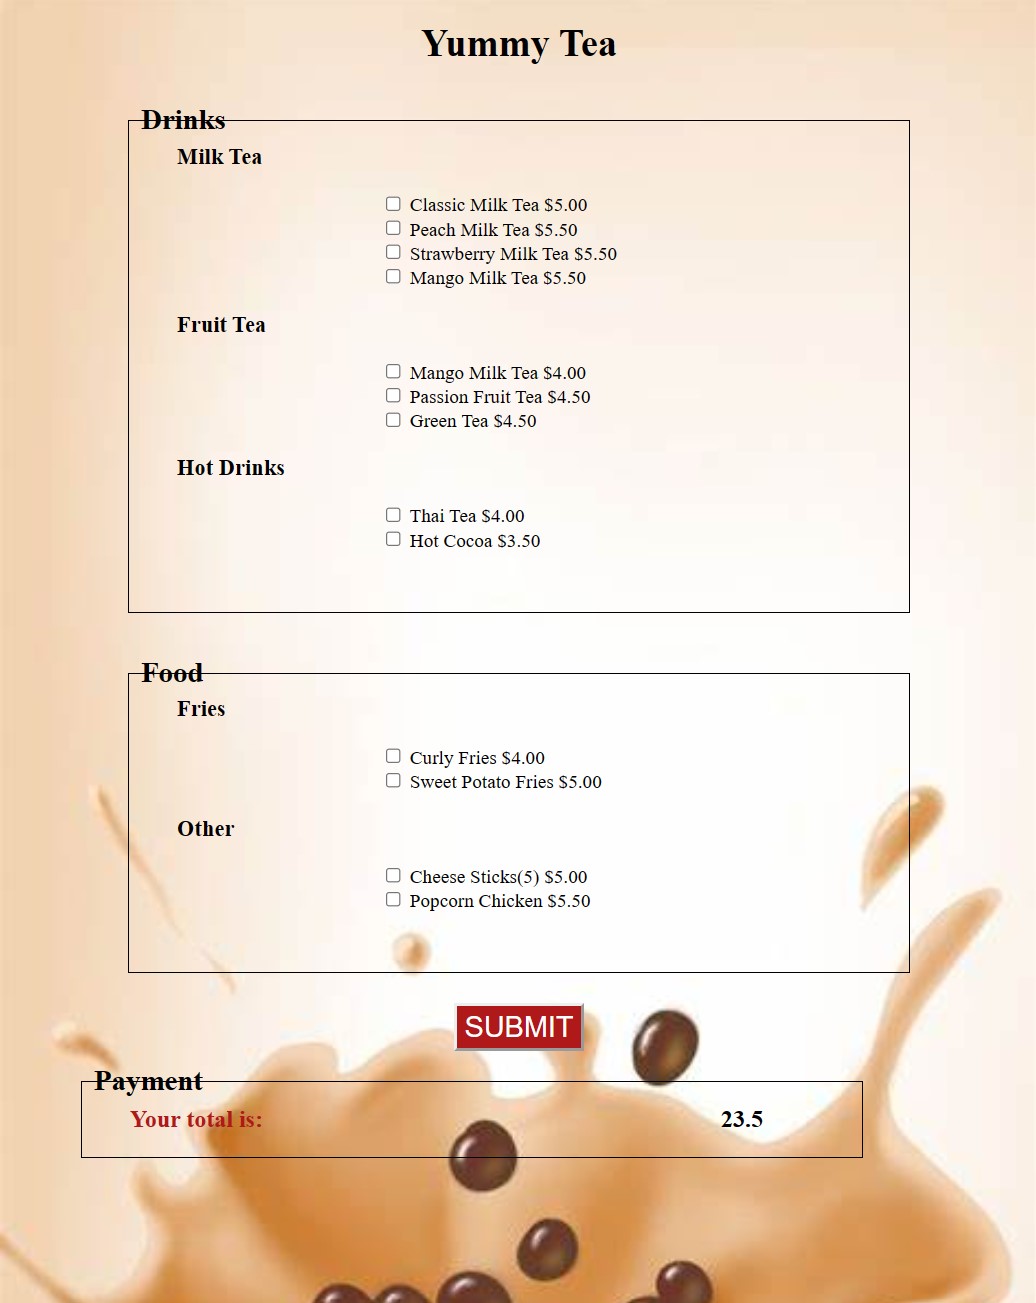 Yummy Tea
Drinks
Milk Tea
Classic Milk Tea $5.00
Peach Milk Tea $5.50
Strawberry Milk Tea $5.50
Mango Milk Tea $5.50
Fruit Tea
Mango Milk Tea $4.00
Passion Fruit Tea $4.50
Green Tea $4.50
Hot Drinks
Thai Tea $4.00
Hot Cocoa $3.50
Food
Fries
Curly Fries $4.00
Sweet Potato Fries $5.00
Other
Cheese Sticks(5) $5.00
Popcorn Chicken $5.50
SUBMIT
Payment
Your total is: 23.5